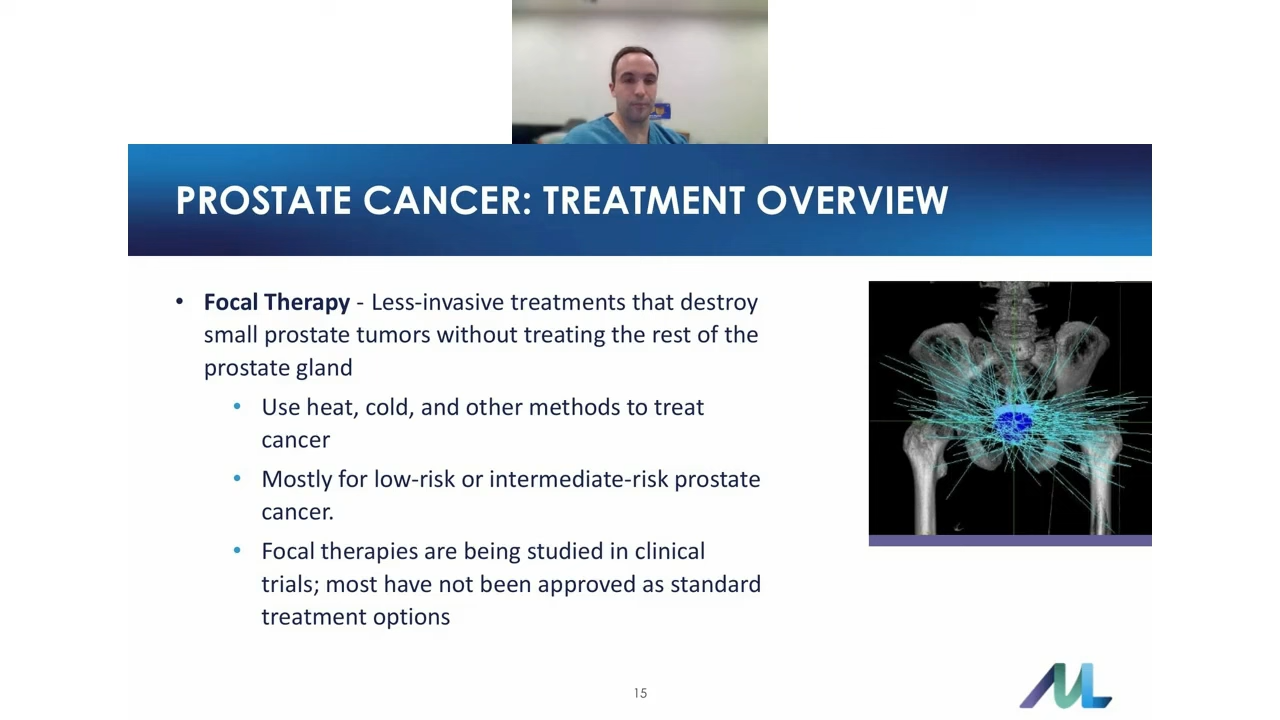 PROSTATE CANCER: TREATMENT OVERVIEW
• Focal Therapy - Less-invasive treatments that destroy
small prostate tumors without treating the rest of the
prostate gland
• Use heat, cold, and other methods to treat
cancer
• Mostly for low-risk or intermediate-risk prostate
cancer.
• Focal therapies are being studied in clinical
trials; most have not been approved as standard
treatment options
15